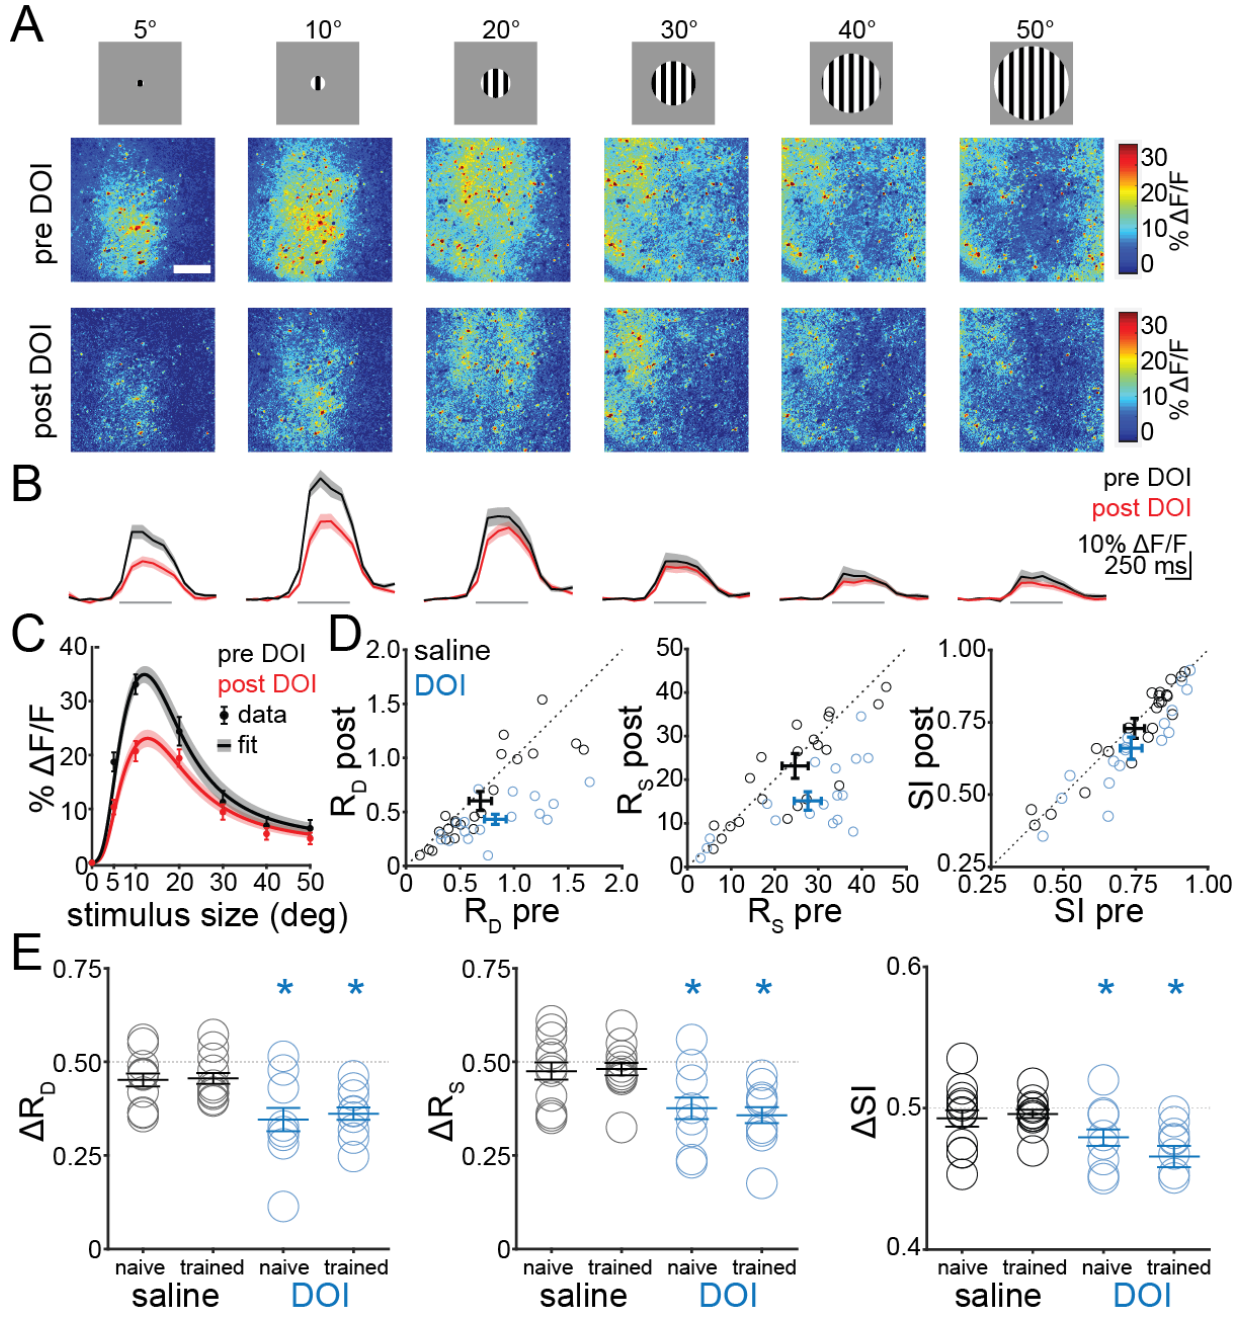 A
5° 10° 20° 30° 40° 50°
pre DOI
30
20
10
0
% ΔF/F
post DOI
30
20
10
0
% ΔF/F
B
pre DOI
post DOI
10% ΔF/F
250 ms
C
% ΔF/F
40
30
20
10
0
0 5 10 20 30 40 50
stimulus size (deg)
pre DOI
post DOI
data
fit
D
saline
DOI
R_D post
2.0
1.5
1.0
0.5
0
0 0.5 1.0 1.5 2.0
R_D pre
R_S post
50
40
30
20
10
0
0 10 20 30 40 50
R_S pre
SI post
1.00
0.75
0.50
0.25
0.25 0.50 0.75 1.00
SI pre
E
ΔR_D
0.75
0.50
0.25
0
* *
naive trained naive trained
saline DOI
ΔR_S
0.75
0.50
0.25
0
* *
naive trained naive trained
saline DOI
ΔSI
0.6
0.5
0.4
* *
naive trained naive trained
saline DOI